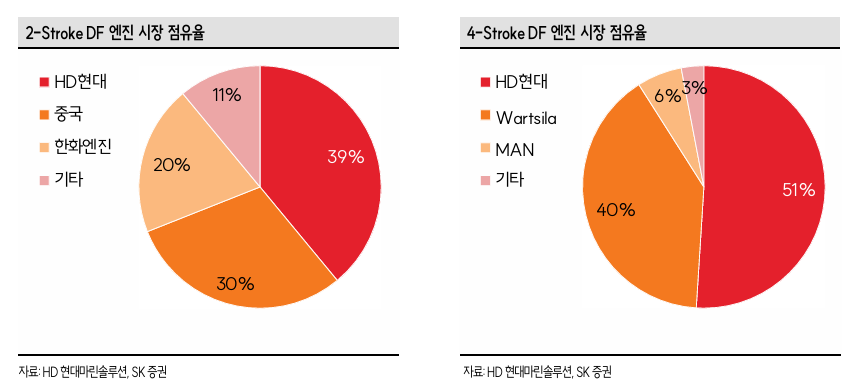 2-Stroke DF 엔진 시장 점유율
HD현대
중국
한화엔진
기타
11%
39%
20%
30%
자료: HD 현대마린솔루션, SK 증권
4-Stroke DF 엔진 시장 점유율
HD현대
Wartsila
MAN
기타
3%
6%
51%
40%
자료: HD 현대마린솔루션, SK 증권